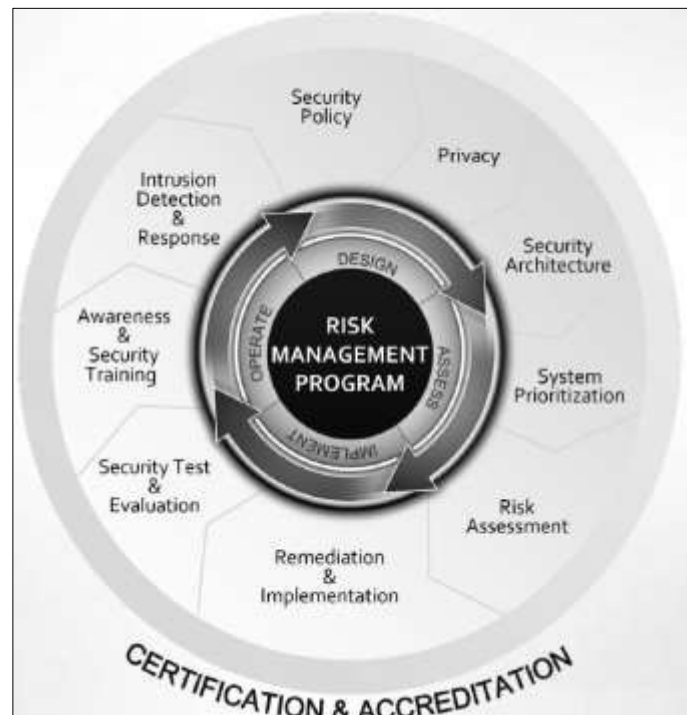 Security
Policy
Privacy
Security
Architecture
System
Prioritization
Risk
Assessment
Remediation
&
Implementation
Security Test
&
Evaluation
Awareness
&
Security
Training
Intrusion
Detection
&
Response
DESIGN
ASSESS
IMPLEMENT
OPERATE
RISK
MANAGEMENT
PROGRAM
CERTIFICATION & ACCREDITATION